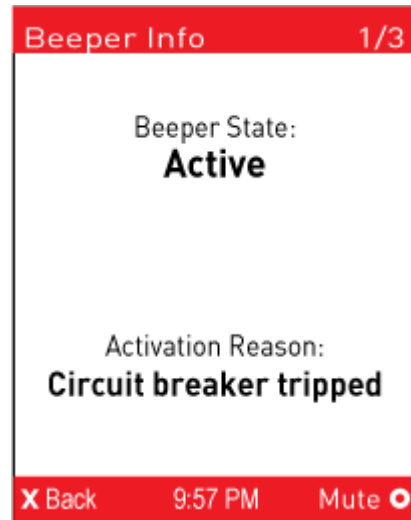 Beeper Info 1/3
Beeper State:
Active
Activation Reason:
Circuit breaker tripped
X Back 9:57 PM Mute